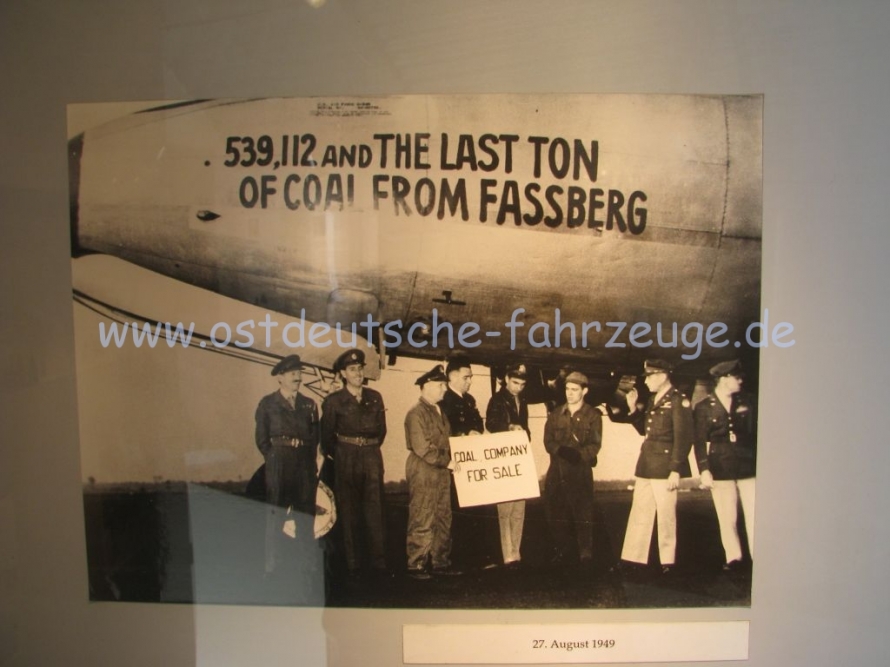 .539,112 AND THE LAST TON
OF COAL FROM FASSBERG
www.ostdeutsche-fahrzeuge.de
COAL COMPANY
FOR SALE
27. August 1949